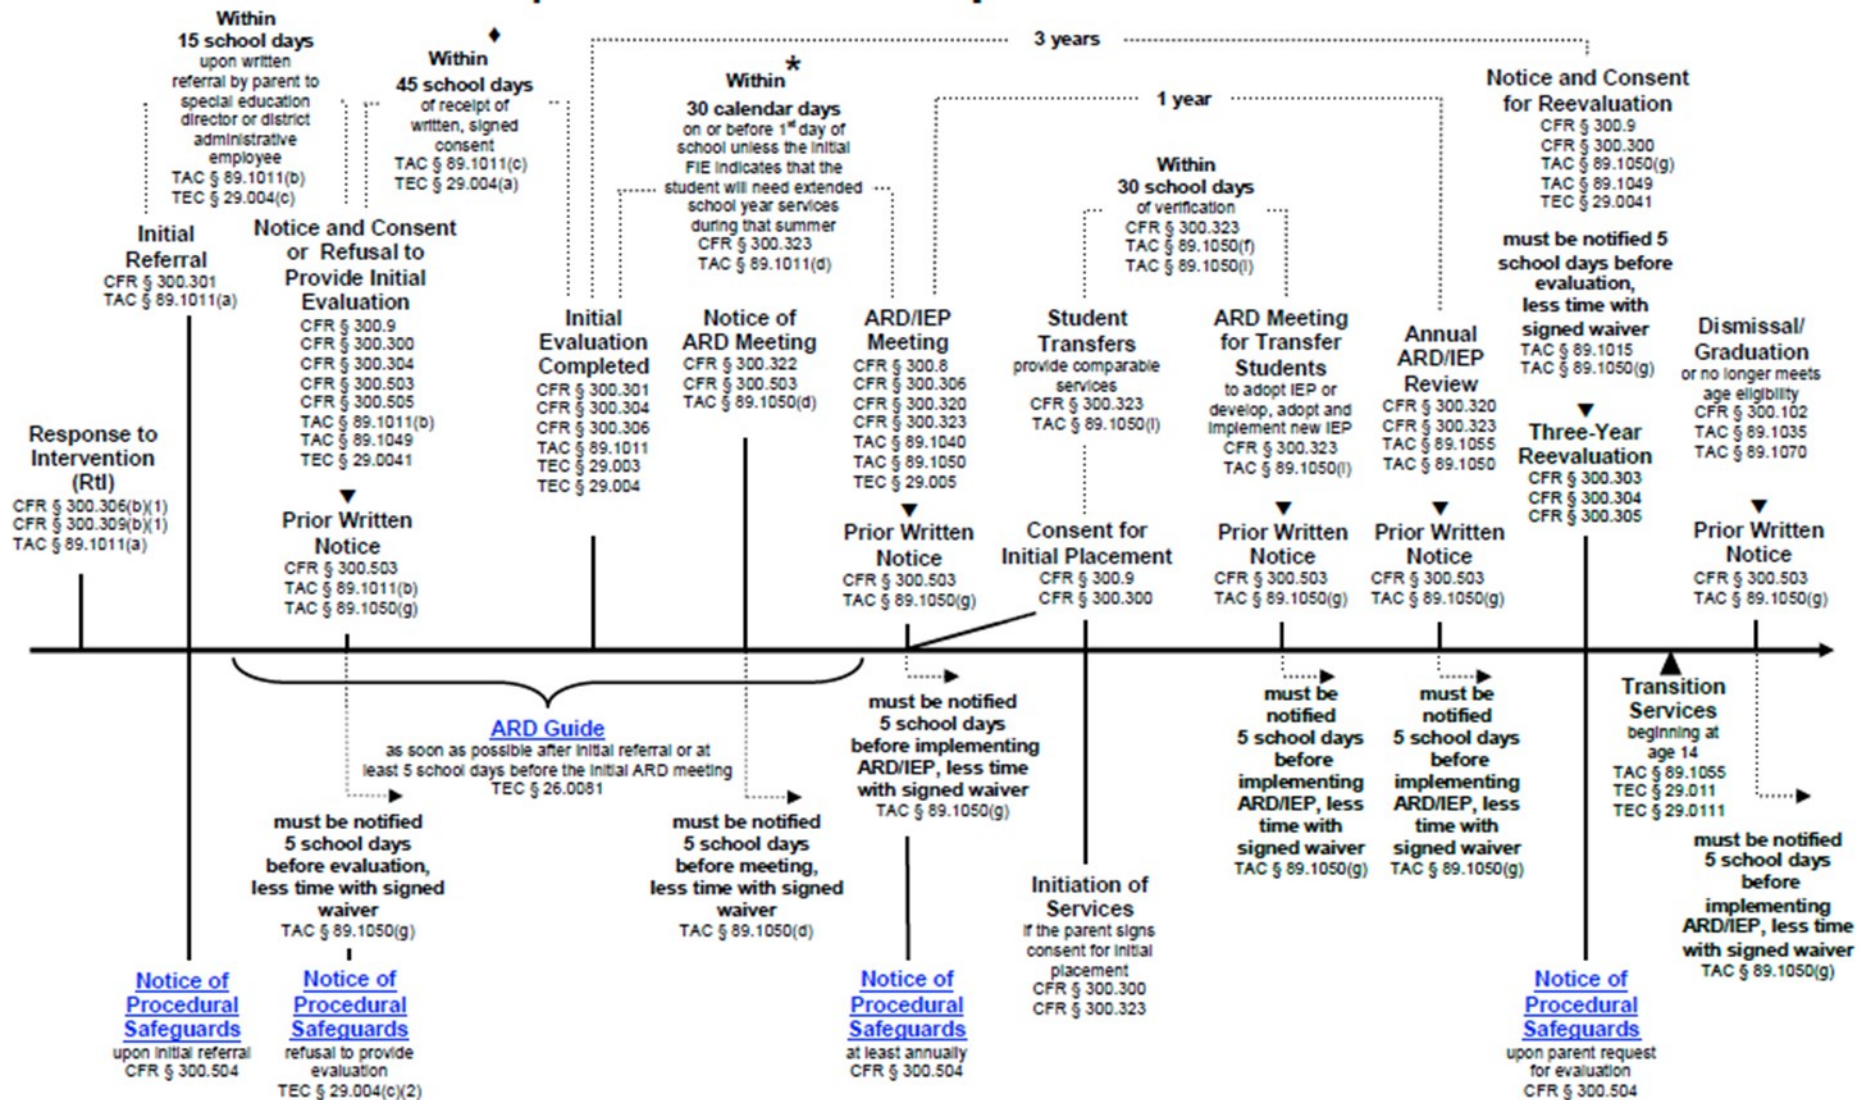 Within
15 school days
upon written
referral by parent to
special education
director or district
administrative
employee
TAC § 89.1011(b)
TEC § 29.004(c)
♦
Within
45 school days
of receipt of
written, signed
consent
TAC § 89.1011(c)
TEC § 29.004(a)
*
Within
30 calendar days
on or before 1st day of
school unless the initial
FIE indicates that the
student will need extended
school year services
during that summer
CFR § 300.323
TAC § 89.1011(d)
3 years
1 year
Within
30 school days
of verification
CFR § 300.323
TAC § 89.1050(f)
TAC § 89.1050(i)
Notice and Consent
for Reevaluation
CFR § 300.9
CFR § 300.300
TAC § 89.1050(g)
TAC § 89.1049
TEC § 29.0041
must be notified 5
school days before
evaluation,
less time with
signed waiver
TAC § 89.1015
TAC § 89.1050(g)
Three-Year
Reevaluation
CFR § 300.303
CFR § 300.304
CFR § 300.305
Response to
Intervention
(RtI)
CFR § 300.306(b)(1)
CFR § 300.309(b)(1)
TAC § 89.1011(a)
Initial
Referral
CFR § 300.301
TAC § 89.1011(a)
Notice and Consent
or Refusal to
Provide Initial
Evaluation
CFR § 300.9
CFR § 300.300
CFR § 300.304
CFR § 300.503
CFR § 300.505
TAC § 89.1011(b)
TAC § 89.1049
TEC § 29.0041
Prior Written
Notice
CFR § 300.503
TAC § 89.1011(b)
TAC § 89.1050(g)
Initial
Evaluation
Completed
CFR § 300.301
CFR § 300.304
CFR § 300.306
TAC § 89.1011
TEC § 29.003
TEC § 29.004
Notice of
ARD Meeting
CFR § 300.322
CFR § 300.503
TAC § 89.1050(d)
ARD/IEP
Meeting
CFR § 300.8
CFR § 300.306
CFR § 300.320
CFR § 300.323
TAC § 89.1040
TAC § 89.1050
TEC § 29.005
Prior Written
Notice
CFR § 300.503
TAC § 89.1050(g)
Student
Transfers
provide comparable
services
CFR § 300.323
TAC § 89.1050(i)
Consent for
Initial Placement
CFR § 300.9
CFR § 300.300
ARD Meeting
for Transfer
Students
to adopt IEP or
develop, adopt and
implement new IEP
CFR § 300.323
TAC § 89.1050(i)
Prior Written
Notice
CFR § 300.503
TAC § 89.1050(g)
Annual
ARD/IEP
Review
CFR § 300.320
CFR § 300.323
TAC § 89.1055
TAC § 89.1050
Prior Written
Notice
CFR § 300.503
TAC § 89.1050(g)
Dismissal/
Graduation
or no longer meets
age eligibility
CFR § 300.102
TAC § 89.1035
TAC § 89.1070
Prior Written
Notice
CFR § 300.503
TAC § 89.1050(g)
ARD Guide
as soon as possible after initial referral or at
least 5 school days before the initial ARD meeting
TEC § 26.0081
must be notified
5 school days
before evaluation,
less time with signed
waiver
TAC § 89.1050(g)
must be notified
5 school days
before meeting,
less time with signed
waiver
TAC § 89.1050(d)
must be notified
5 school days
before implementing
ARD/IEP, less time
with signed waiver
TAC § 89.1050(g)
Initiation of
Services
if the parent signs
consent for initial
placement
CFR § 300.300
CFR § 300.323
must be
notified
5 school days
before
implementing
ARD/IEP, less
time with
signed waiver
TAC § 89.1050(g)
must be
notified
5 school days
before
implementing
ARD/IEP, less
time with
signed waiver
TAC § 89.1050(g)
Transition
Services
beginning at
age 14
TAC § 89.1055
TEC § 29.011
TEC § 29.0111
must be notified
5 school days
before
implementing
ARD/IEP, less time
with signed waiver
TAC § 89.1050(g)
Notice of
Procedural
Safeguards
upon initial referral
CFR § 300.504
Notice of
Procedural
Safeguards
refusal to provide
evaluation
TEC § 29.004(c)(2)
Notice of
Procedural
Safeguards
at least annually
CFR § 300.504
Notice of
Procedural
Safeguards
upon parent request
for evaluation
CFR § 300.504